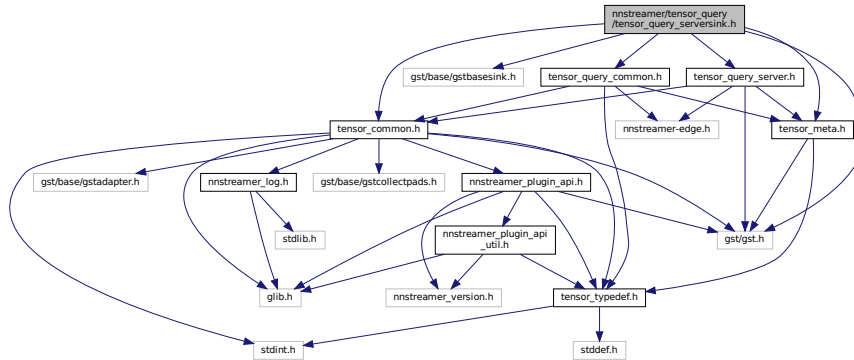 nnstreamer/tensor_query
/tensor_query_serversink.h
gst/base/gstbasesink.h
tensor_query_common.h
tensor_query_server.h
tensor_common.h
nnstreamer-edge.h
tensor_meta.h
gst/base/gstadapter.h
nnstreamer_log.h
gst/base/gstcollectpads.h
nnstreamer_plugin_api.h
stdlib.h
nnstreamer_plugin_api
_util.h
gst/gst.h
glib.h
nnstreamer_version.h
tensor_typedef.h
stdint.h
stddef.h